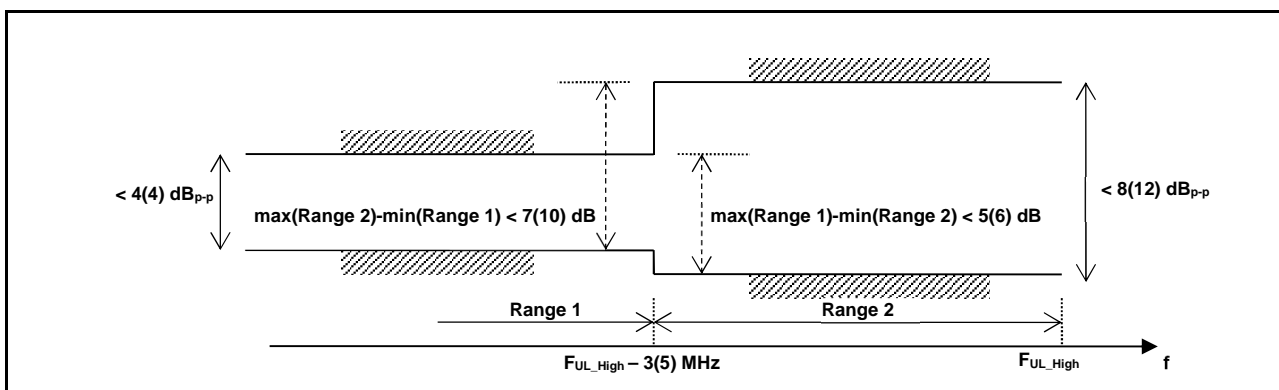 < 4(4) dBp-p
max(Range 2)-min(Range 1) < 7(10) dB
max(Range 1)-min(Range 2) < 5(6) dB
< 8(12) dBp-p
Range 1
Range 2
FUL_High – 3(5) MHz
FUL_High
f